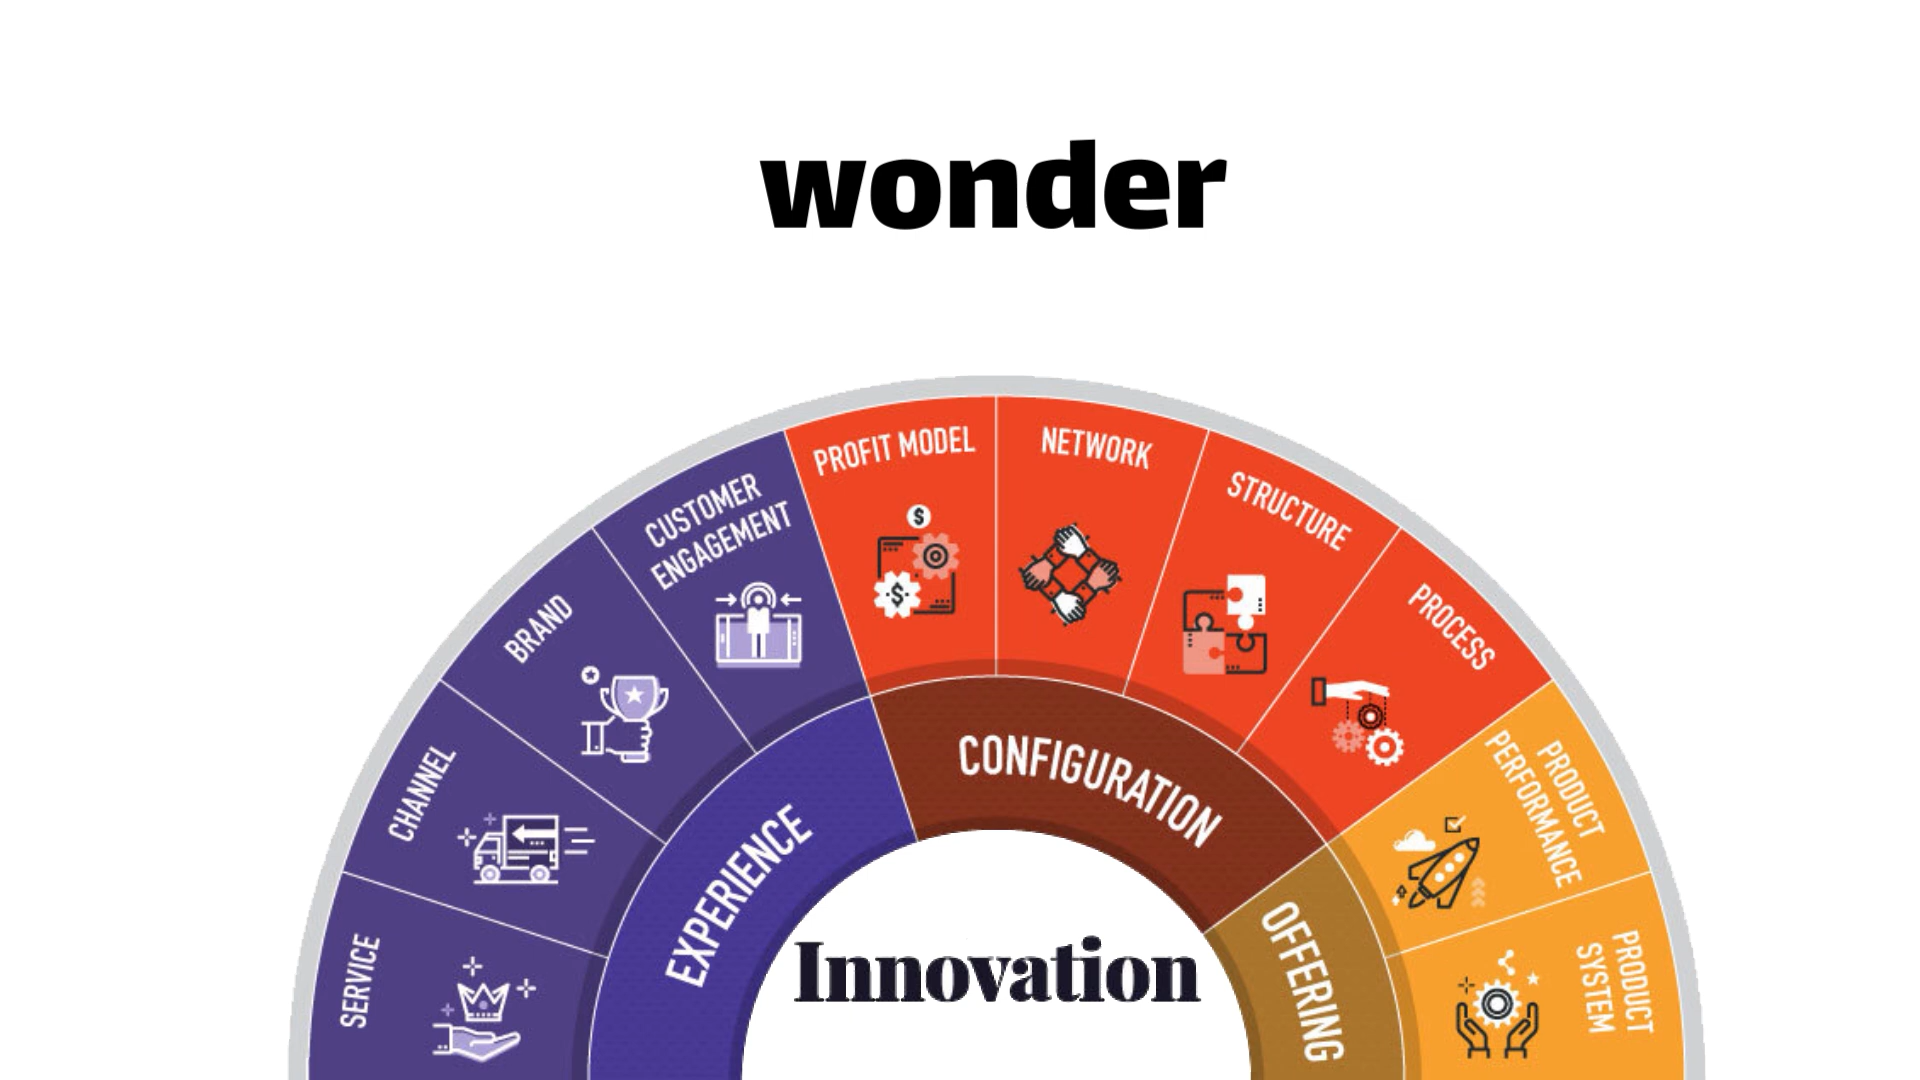 wonder
SERVICE
CHANNEL
BRAND
CUSTOMER
ENGAGEMENT
PROFIT MODEL
$
$
NETWORK
STRUCTURE
PROCESS
PRODUCT
PERFORMANCE
PRODUCT
SYSTEM
EXPERIENCE
CONFIGURATION
OFFERING
Innovation